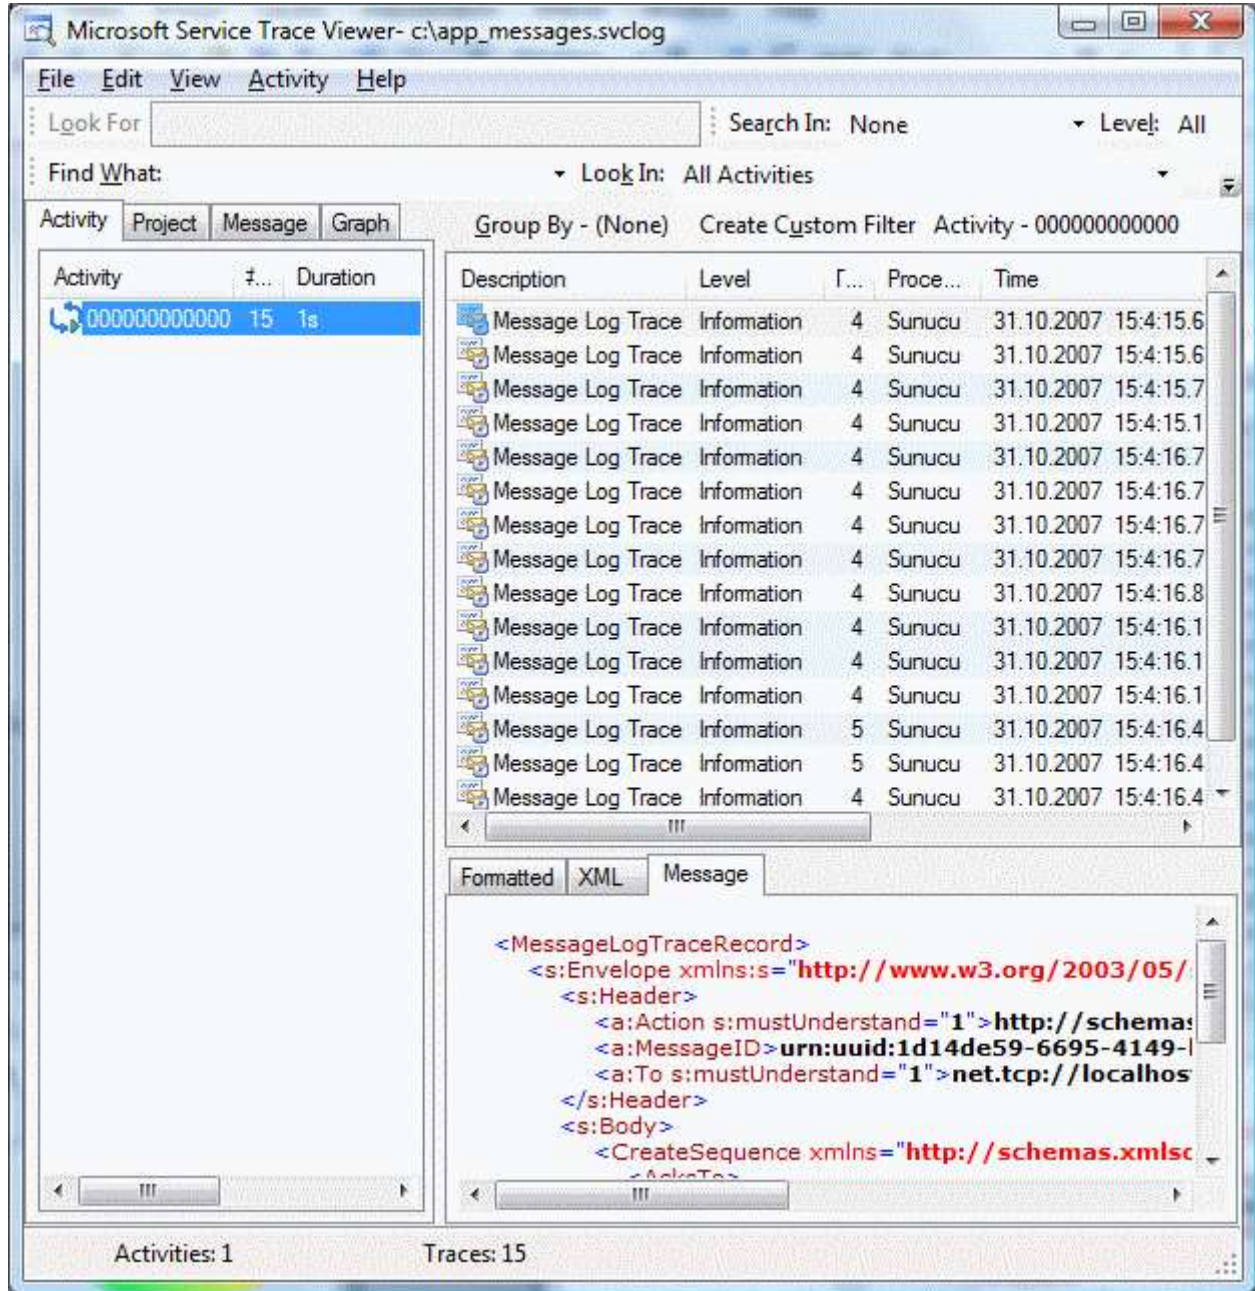 Microsoft Service Trace Viewer- c:\app_messages.svclog
File Edit View Activity Help
Look For Search In: None Level: All
Find What: Look In: All Activities
Activity Project Message Graph
Group By - (None) Create Custom Filter Activity - 000000000000
Activity #... Duration
000000000000 15 1s
Description Level T... Proce... Time
Message Log Trace Information 4 Sunucu 31.10.2007 15:4:15.6
Message Log Trace Information 4 Sunucu 31.10.2007 15:4:15.6
Message Log Trace Information 4 Sunucu 31.10.2007 15:4:15.7
Message Log Trace Information 4 Sunucu 31.10.2007 15:4:15.1
Message Log Trace Information 4 Sunucu 31.10.2007 15:4:16.7
Message Log Trace Information 4 Sunucu 31.10.2007 15:4:16.7
Message Log Trace Information 4 Sunucu 31.10.2007 15:4:16.7
Message Log Trace Information 4 Sunucu 31.10.2007 15:4:16.7
Message Log Trace Information 4 Sunucu 31.10.2007 15:4:16.8
Message Log Trace Information 4 Sunucu 31.10.2007 15:4:16.1
Message Log Trace Information 4 Sunucu 31.10.2007 15:4:16.1
Message Log Trace Information 4 Sunucu 31.10.2007 15:4:16.1
Message Log Trace Information 5 Sunucu 31.10.2007 15:4:16.4
Message Log Trace Information 5 Sunucu 31.10.2007 15:4:16.4
Message Log Trace Information 4 Sunucu 31.10.2007 15:4:16.4
Formatted XML Message
<MessageLogTraceRecord>
<s:Envelope xmlns:s="http://www.w3.org/2003/05/
<s:Header>
<a:Action s:mustUnderstand="1">http://schemas
<a:MessageID>urn:uuid:1d14de59-6695-4149-
<a:To s:mustUnderstand="1">net.tcp://localhos
</s:Header>
<s:Body>
<CreateSequence xmlns="http://schemas.xmlsc
<AcksTo>
Activities: 1 Traces: 15